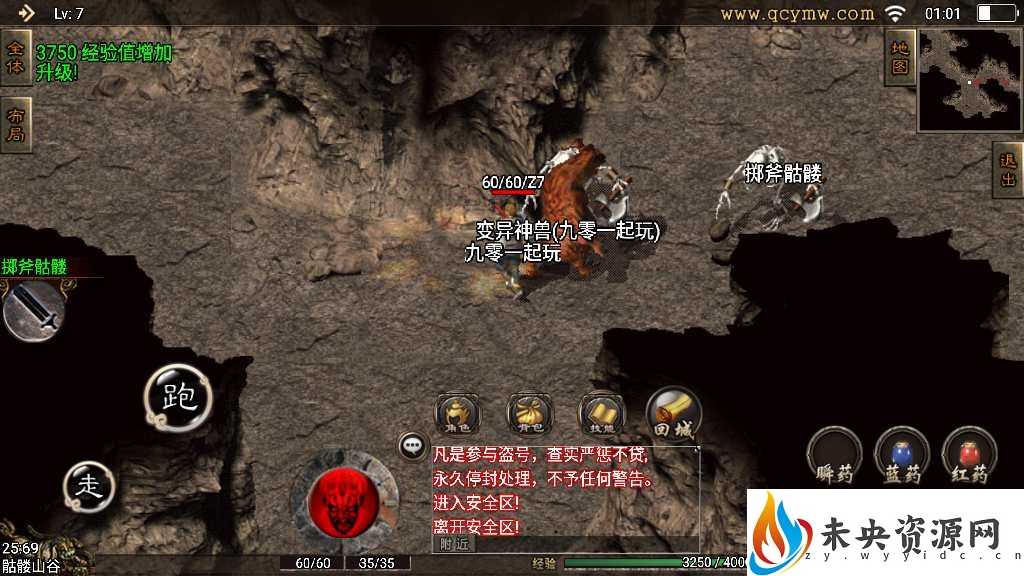 Lv: 7
www.qcymw.com
01:01
全体
3750 经验值增加
升级!
地图
布局
退出
60/60/Z7
掷斧骷髅
变异神兽(九零一起玩)
九零一起玩
掷斧骷髅
跑
角色
背包
技能
回城
凡是参与盗号，查实严惩不贷,
永久停封处理，不予任何警告。
进入安全区!
离开安全区!
附近
瞬药
蓝药
红药
走
25:69
骷髅山谷
60/60
35/35
经验
3250 / 400
未央资源网
zy.wyyidc.cn